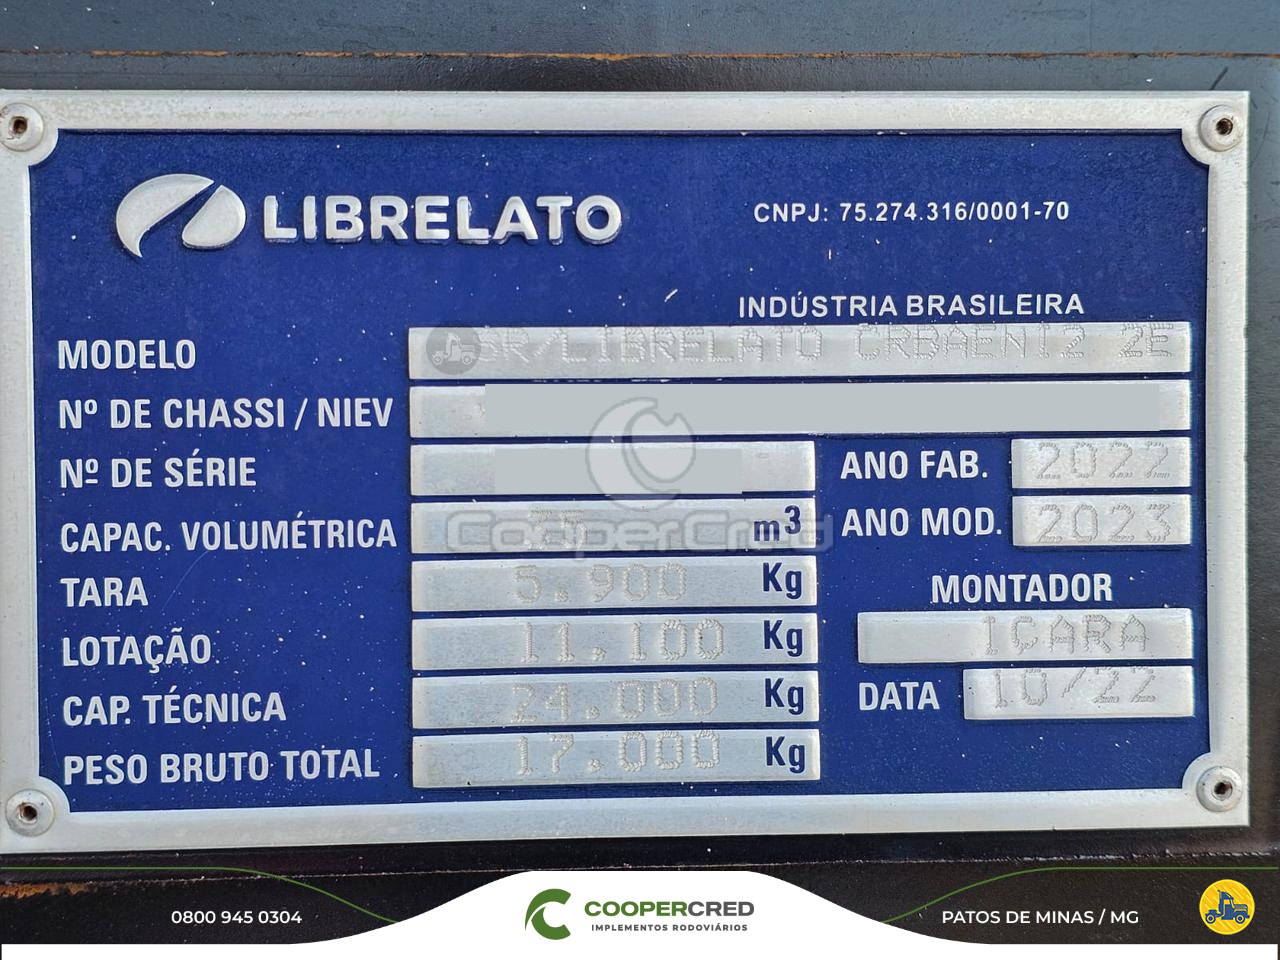 LIBRELATO
CNPJ: 75.274.316/0001-70
INDÚSTRIA BRASILEIRA
MODELO SR/LIBRELATO CRBAENI2 2E
Nº DE CHASSI / NIEV
Nº DE SÉRIE
ANO FAB. 2022
CAPAC. VOLUMÉTRICA 35 m³
ANO MOD. 2023
CooperCred
TARA 5.900 Kg
MONTADOR
LOTAÇÃO 11.100 Kg
IÇARA
CAP. TÉCNICA 24.000 Kg
DATA 10/22
PESO BRUTO TOTAL 17.000 Kg
0800 945 0304
COOPERCRED
IMPLEMENTOS RODOVIÁRIOS
PATOS DE MINAS / MG